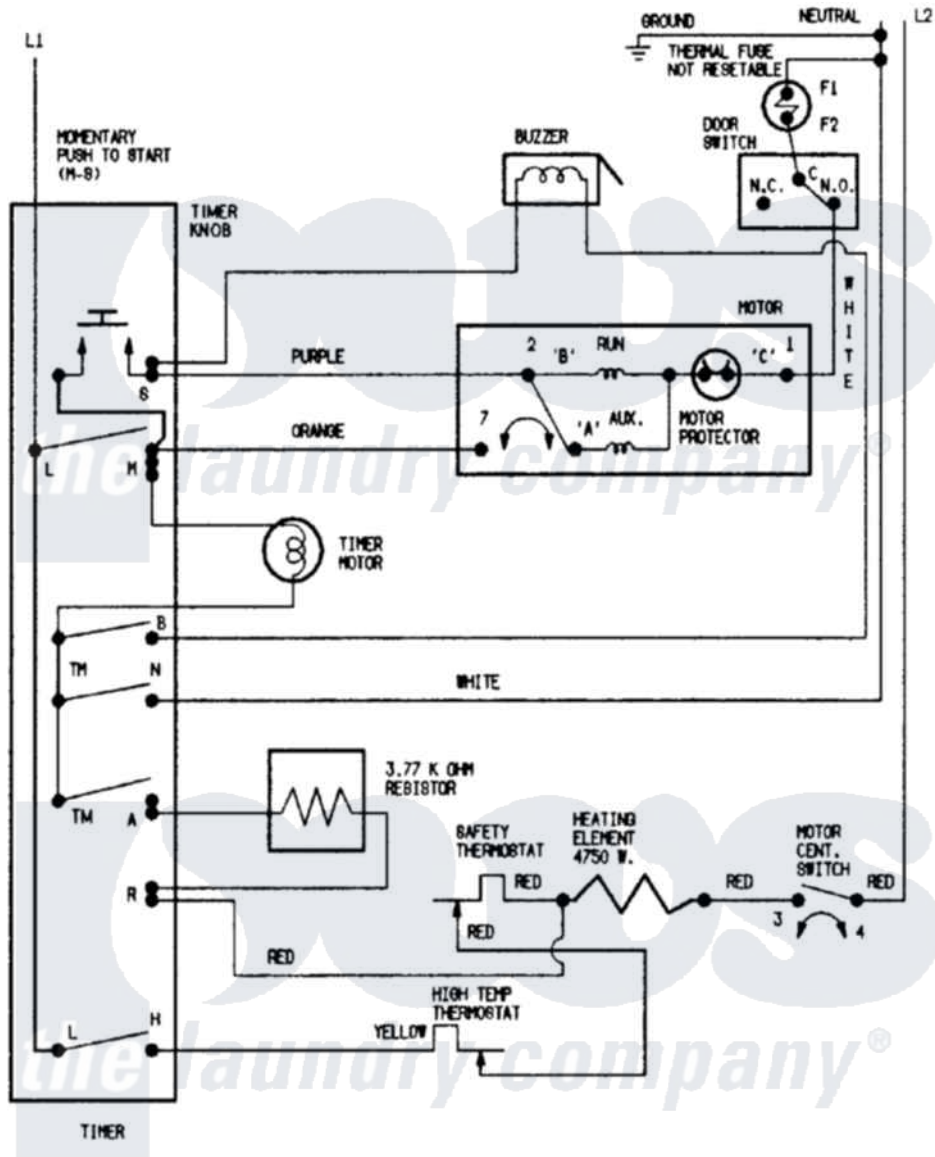 L1
GROUND
NEUTRAL
L2
THERMAL FUSE
NOT RESETABLE
F1
F2
MOMENTARY
PUSH TO START
(M-S)
BUZZER
DOOR
SWITCH
C
N.C.
N.O.
TIMER
KNOB
WHITE
MOTOR
PURPLE
2
'B'
RUN
'C'
1
S
ORANGE
7
'A'
AUX.
MOTOR
PROTECTOR
L
M
the laundry company®
TIMER
MOTOR
B
TM
N
WHITE
3.77 K OHM
RESISTOR
TM
A
SAFETY
THERMOSTAT
HEATING
ELEMENT
4750 W.
MOTOR
CENT.
SWITCH
RED
RED
RED
R
RED
3
4
RED
HIGH TEMP
THERMOSTAT
L
H
YELLOW
the laundry company®
TIMER